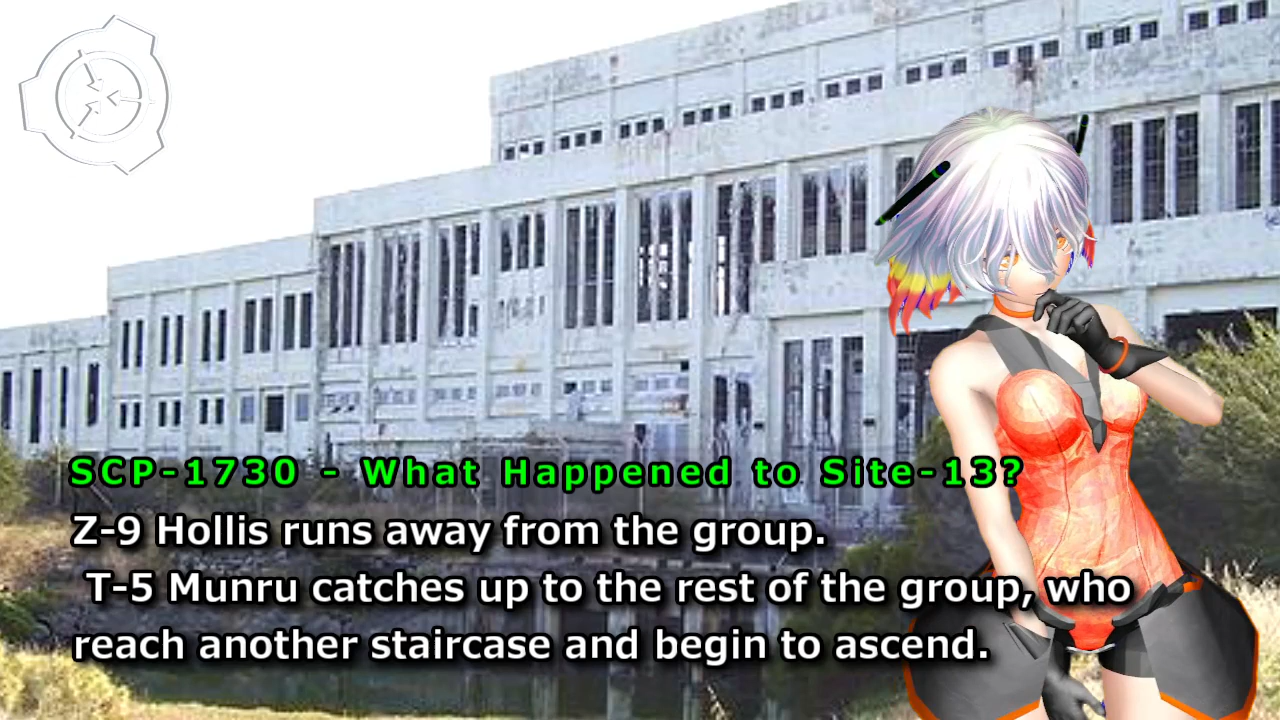 SCP-1730 - What Happened to Site-13?
Z-9 Hollis runs away from the group.
T-5 Munru catches up to the rest of the group, who
reach another staircase and begin to ascend.